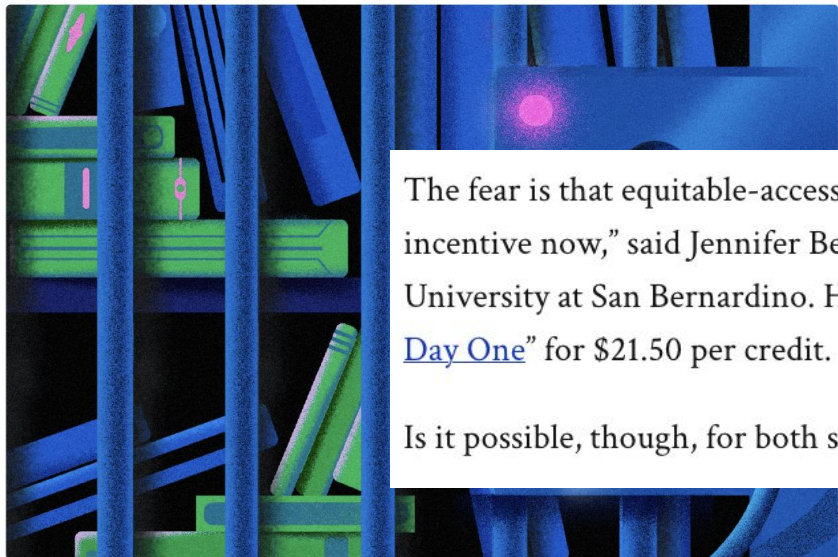 The fear is that equitable-access
incentive now,” said Jennifer Be
University at San Bernardino. H
Day One” for $21.50 per credit.
Is it possible, though, for both s